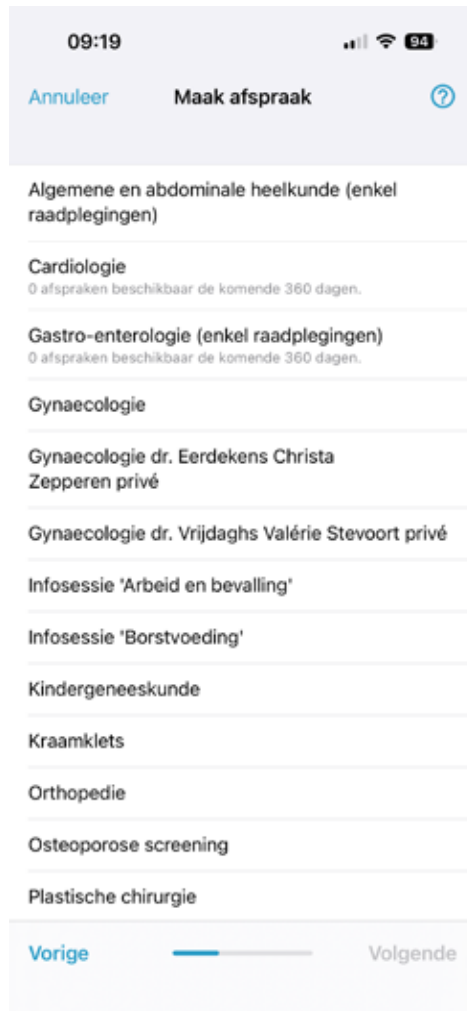 09:19
94
Annuleer
Maak afspraak
?
Algemene en abdominale heelkunde (enkel
raadplegingen)
Cardiologie
0 afspraken beschikbaar de komende 360 dagen.
Gastro-enterologie (enkel raadplegingen)
0 afspraken beschikbaar de komende 360 dagen.
Gynaecologie
Gynaecologie dr. Eerdekens Christa
Zepperen privé
Gynaecologie dr. Vrijdaghs Valérie Stevoort privé
Infosessie 'Arbeid en bevalling'
Infosessie 'Borstvoeding'
Kindergeneeskunde
Kraamklets
Orthopedie
Osteoporose screening
Plastische chirurgie
Vorige
Volgende